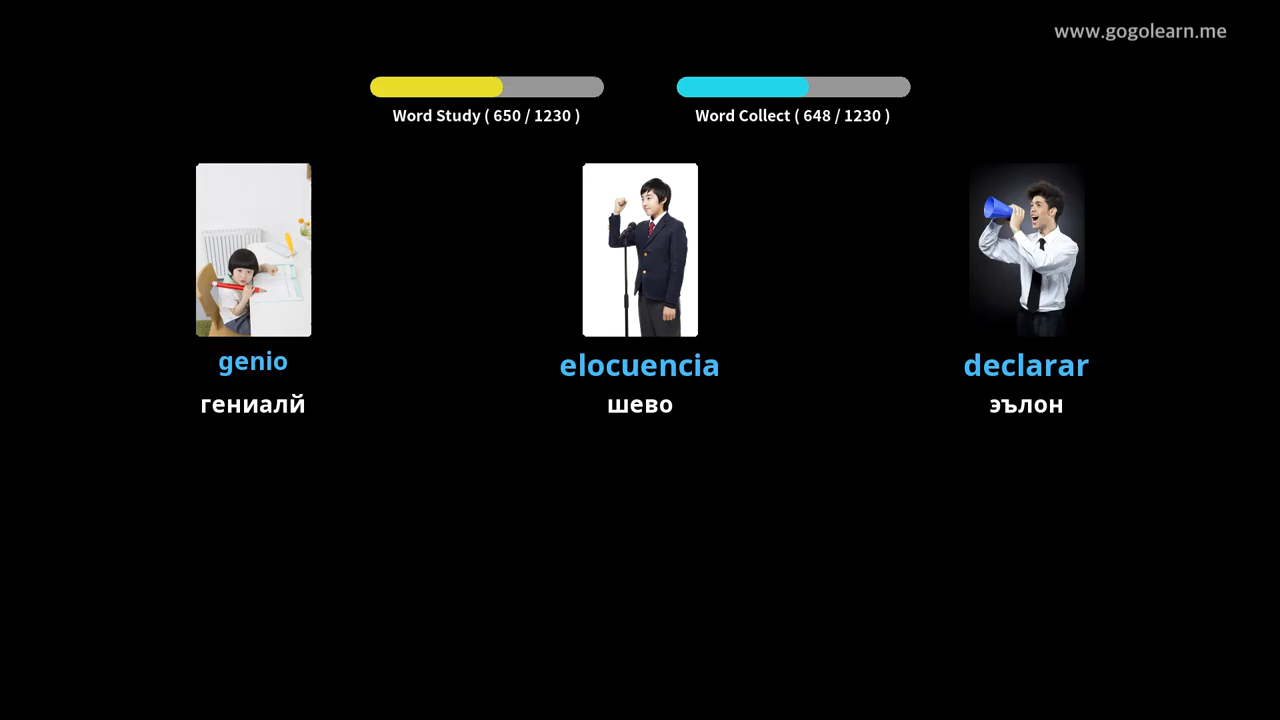 www.gogolearn.me
Word Study ( 650 / 1230 )
Word Collect ( 648 / 1230 )
genio
elocuencia
declarar
гениалй
шево
эълон